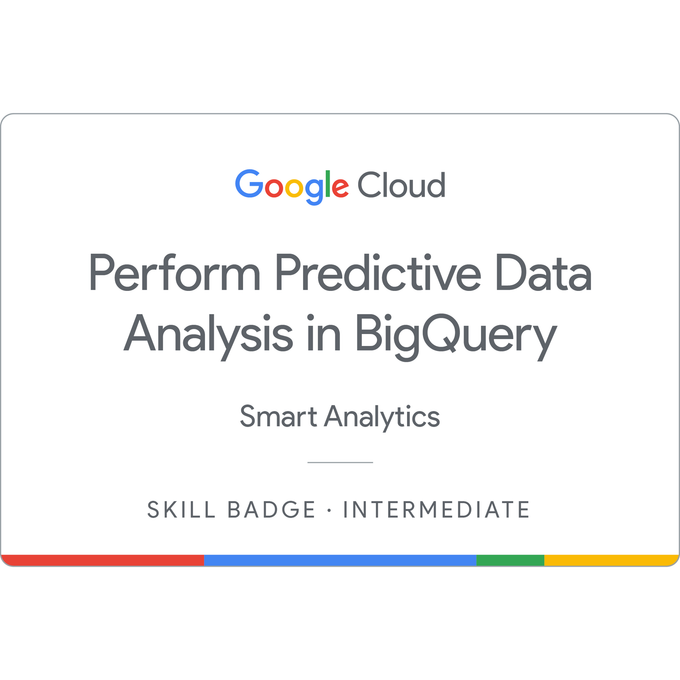 Google Cloud
Perform Predictive Data
Analysis in BigQuery
Smart Analytics
SKILL BADGE · INTERMEDIATE